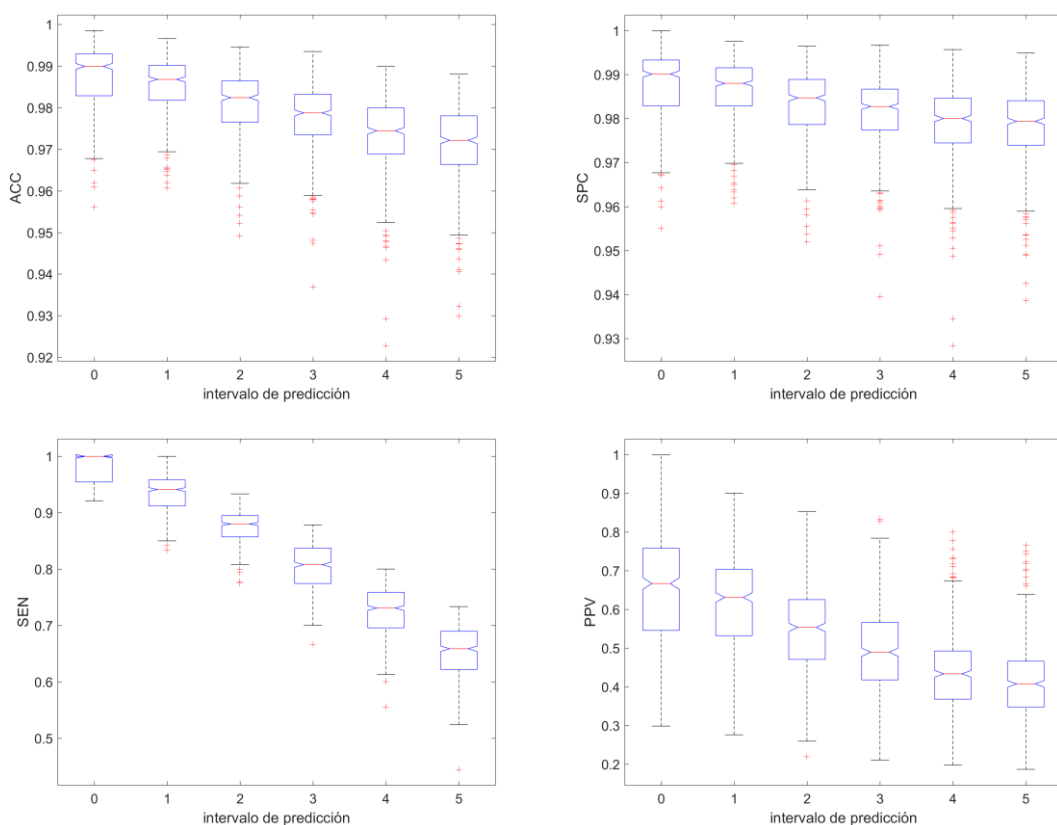 1
0.99
0.98
0.97
0.96
0.95
0.94
0.93
0.92
ACC
0 1 2 3 4 5
intervalo de predicción
1
0.99
0.98
0.97
0.96
0.95
0.94
0.93
SPC
0 1 2 3 4 5
intervalo de predicción
1
0.9
0.8
0.7
0.6
0.5
SEN
0 1 2 3 4 5
intervalo de predicción
1
0.9
0.8
0.7
0.6
0.5
0.4
0.3
0.2
PPV
0 1 2 3 4 5
intervalo de predicción